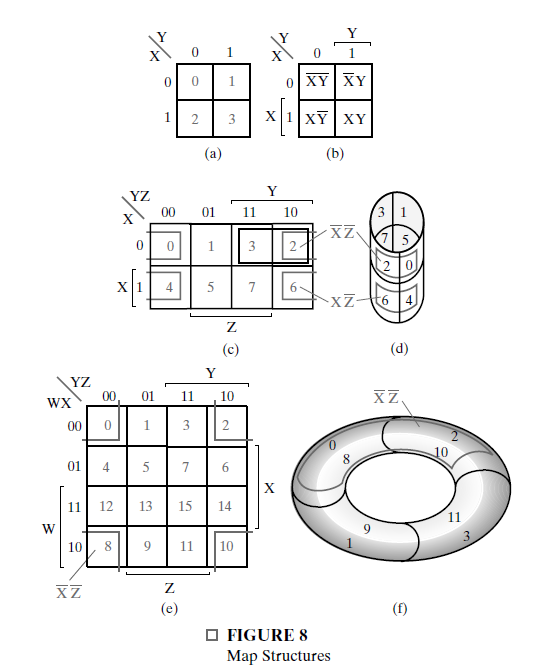 Y
X
0 1
0 0 1
1 2 3
(a)
Y
Y
X
0 1
0 X̅Y̅ X̅Y
X 1 XY̅ XY
(b)
YZ
X
Y
00 01 11 10
0 0 1 3 2
X 1 4 5 7 6
Z
(c)
X̅Z̅
XZ̅
3 1
7 5
2 0
6 4
(d)
YZ
WX
Y
00 01 11 10
00 0 1 3 2
01 4 5 7 6
11 12 13 15 14
10 8 9 11 10
W
X
X̅Z̅
Z
(e)
X̅Z̅
0 2
8 10
9 11
1 3
(f)
FIGURE 8
Map Structures